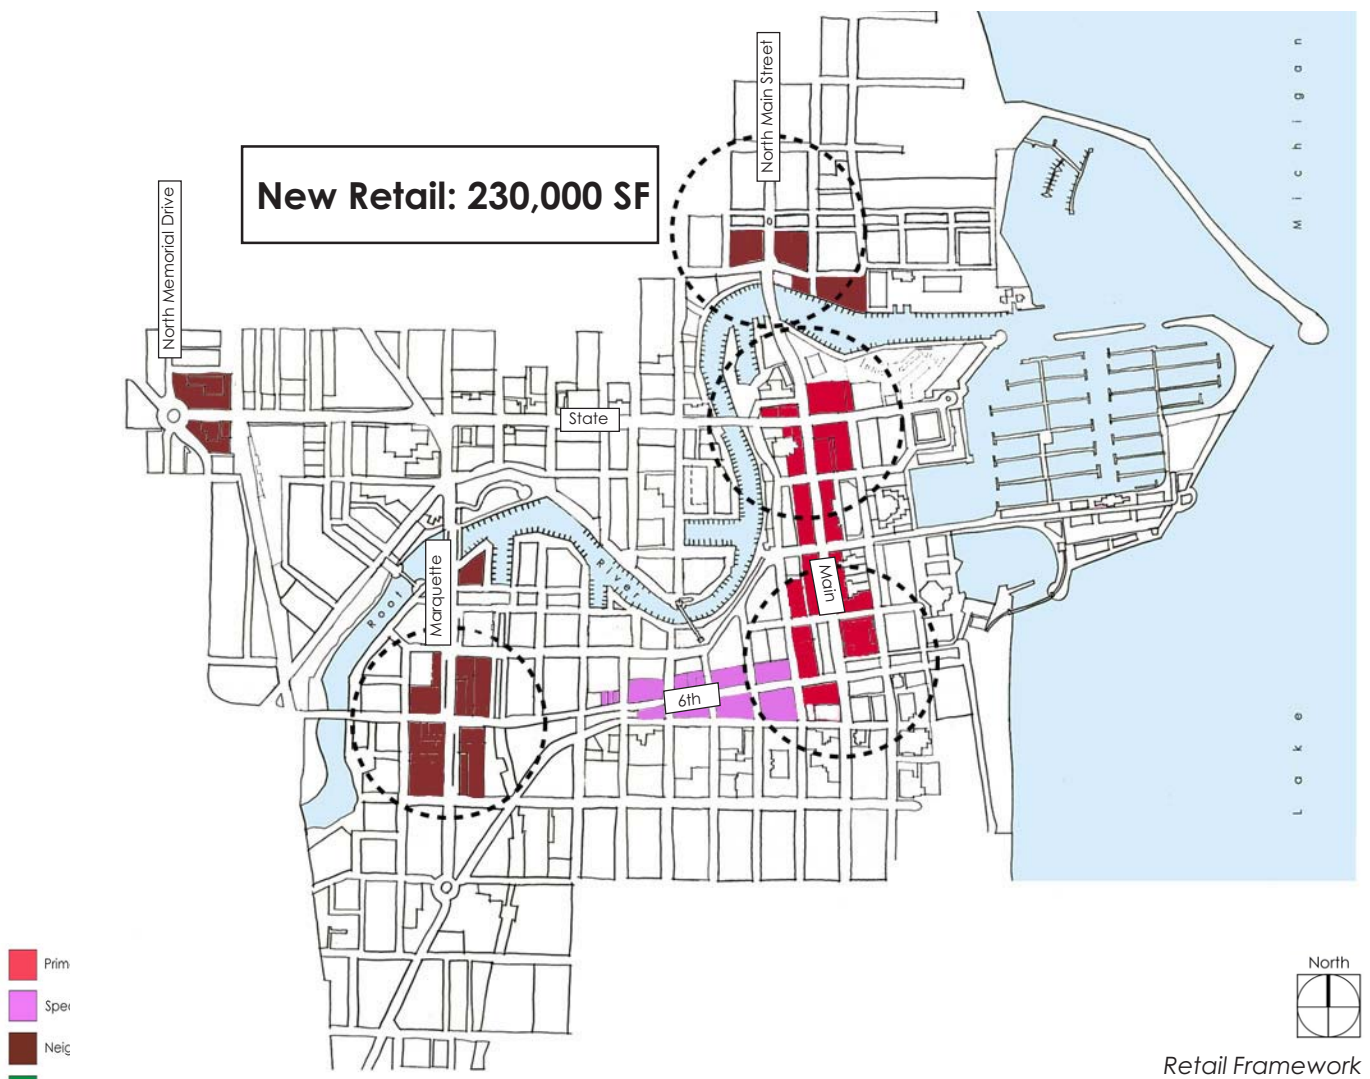 North Main Street
Michigan
New Retail: 230,000 SF
North Memorial Drive
State
Marquette
River
Root
Main
6th
Lake
Prim
Spe
Neig
North
Retail Framework